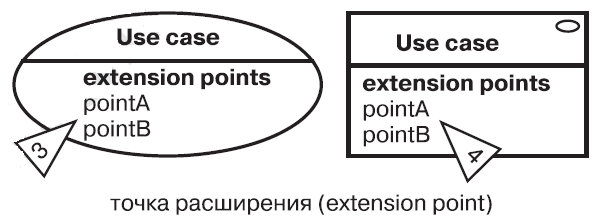 Use case
extension points
pointA
pointB
3
Use case
extension points
pointA
pointB
4
точка расширения (extension point)